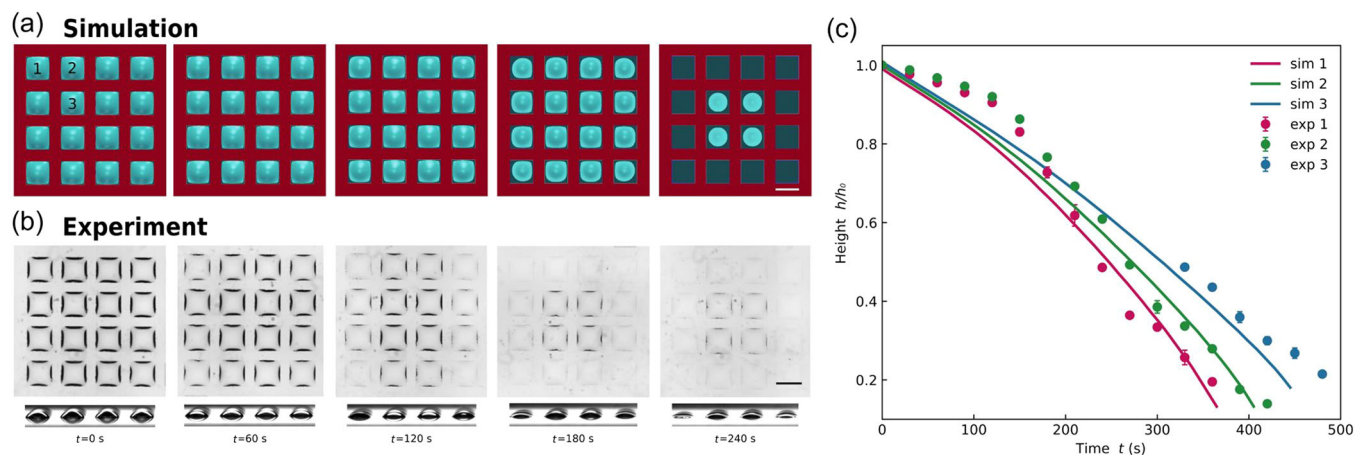 (a) Simulation
1 2
3
(b) Experiment
t=0 s t=60 s t=120 s t=180 s t=240 s
(c)
1.0
0.8
0.6
0.4
0.2
0 100 200 300 400 500
Height h/h₀
Time t (s)
sim 1
sim 2
sim 3
exp 1
exp 2
exp 3